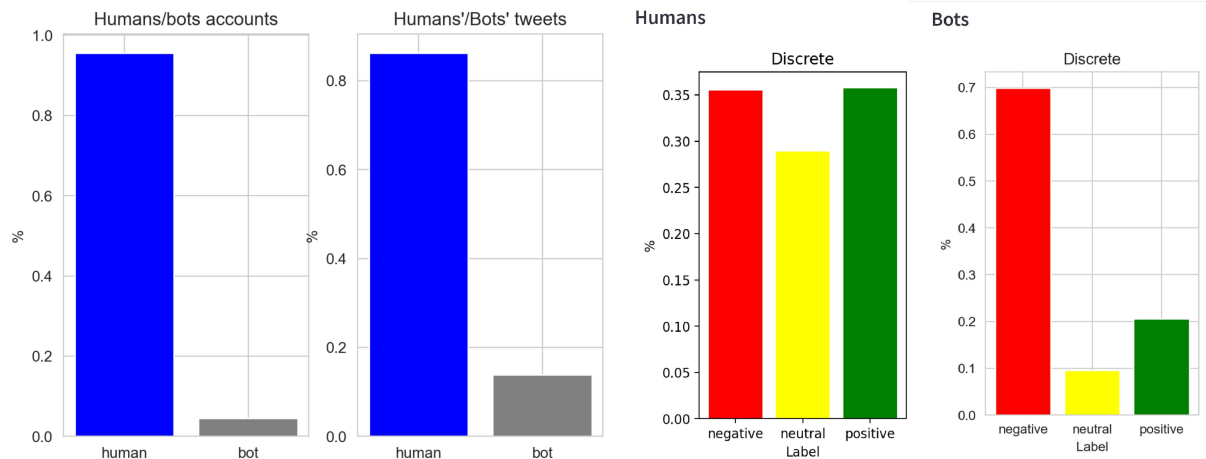 Humans/bots accounts
1.0
0.8
0.6
0.4
0.2
0.0
%
human bot
Humans'/Bots' tweets
0.8
0.6
0.4
0.2
0.0
%
human bot
Humans
Discrete
0.35
0.30
0.25
0.20
0.15
0.10
0.05
0.00
%
negative neutral positive
Label
Bots
Discrete
0.7
0.6
0.5
0.4
0.3
0.2
0.1
0.0
%
negative neutral positive
Label